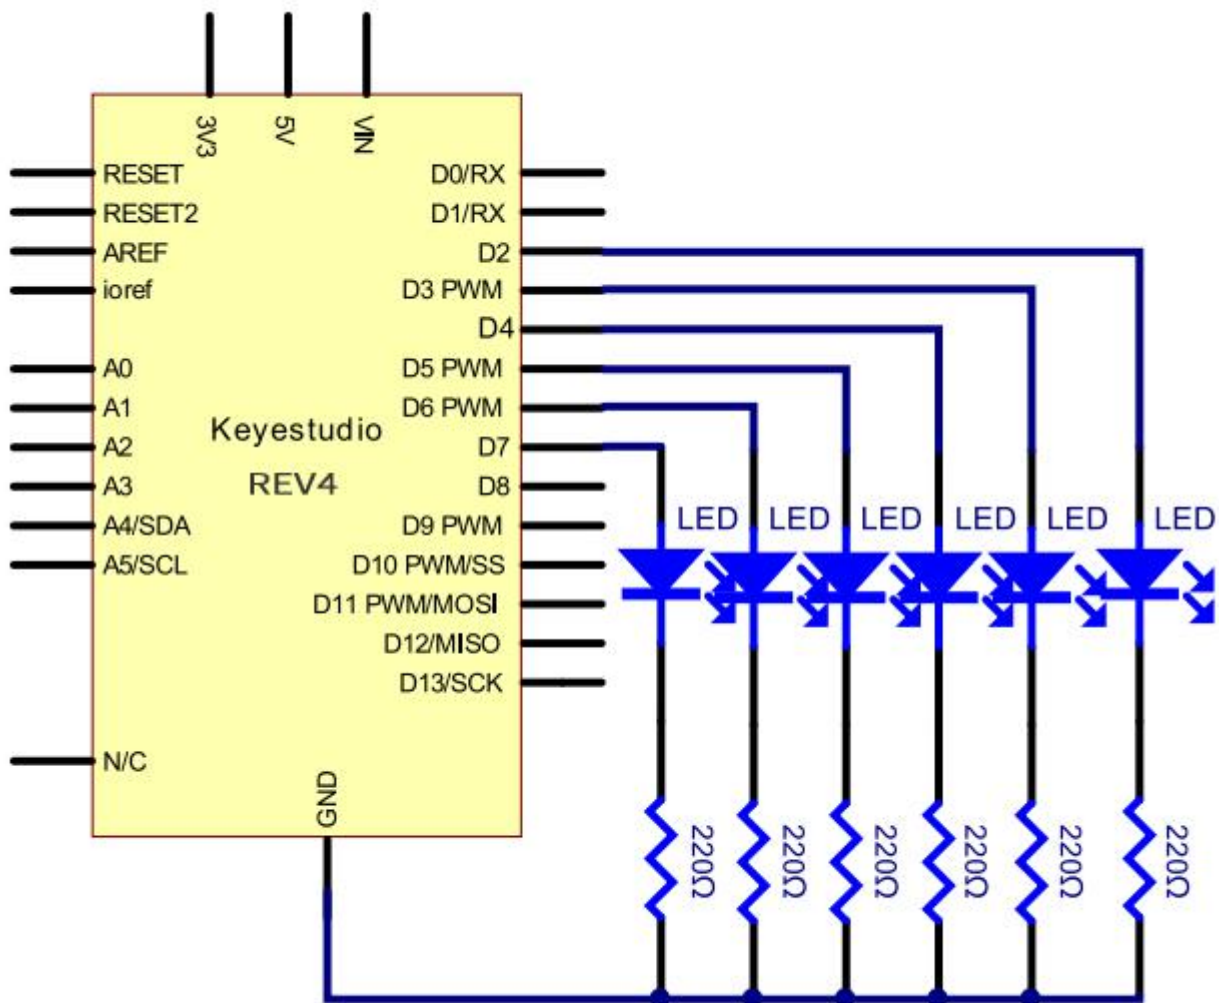 3V3
5V
VIN
RESET
RESET2
AREF
ioref
A0
A1
A2
A3
A4/SDA
A5/SCL
N/C
Keyestudio
REV4
D0/RX
D1/RX
D2
D3 PWM
D4
D5 PWM
D6 PWM
D7
D8
D9 PWM
D10 PWM/SS
D11 PWM/MOSI
D12/MISO
D13/SCK
GND
LED
LED
LED
LED
LED
LED
220Ω
220Ω
220Ω
220Ω
220Ω
220Ω